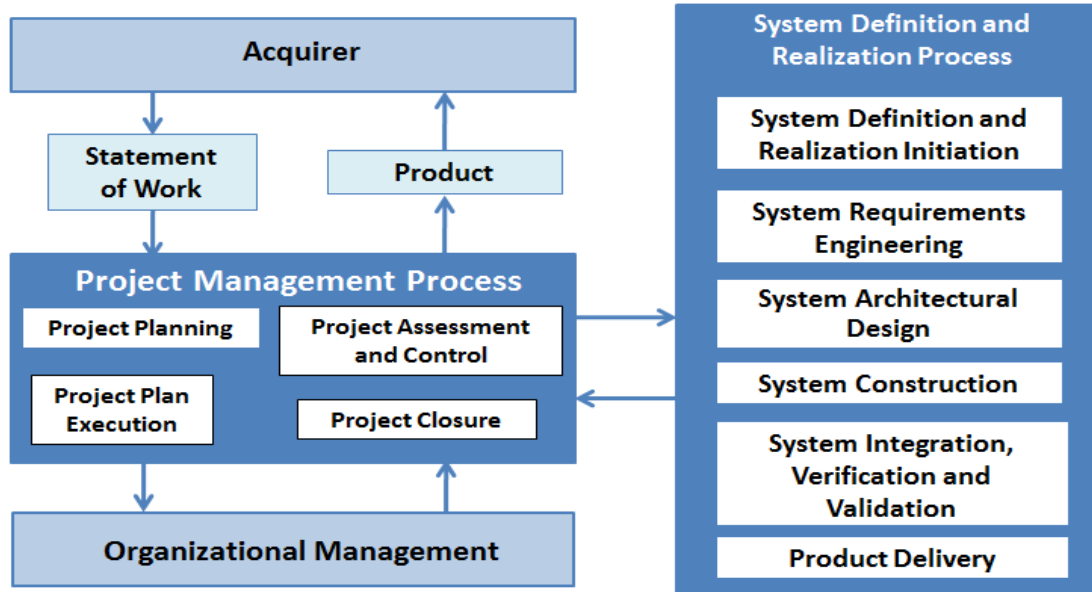 Acquirer
Statement
of Work
Product
Project Management Process
Project Planning
Project Assessment
and Control
Project Plan
Execution
Project Closure
Organizational Management
System Definition and
Realization Process
System Definition and
Realization Initiation
System Requirements
Engineering
System Architectural
Design
System Construction
System Integration,
Verification and
Validation
Product Delivery